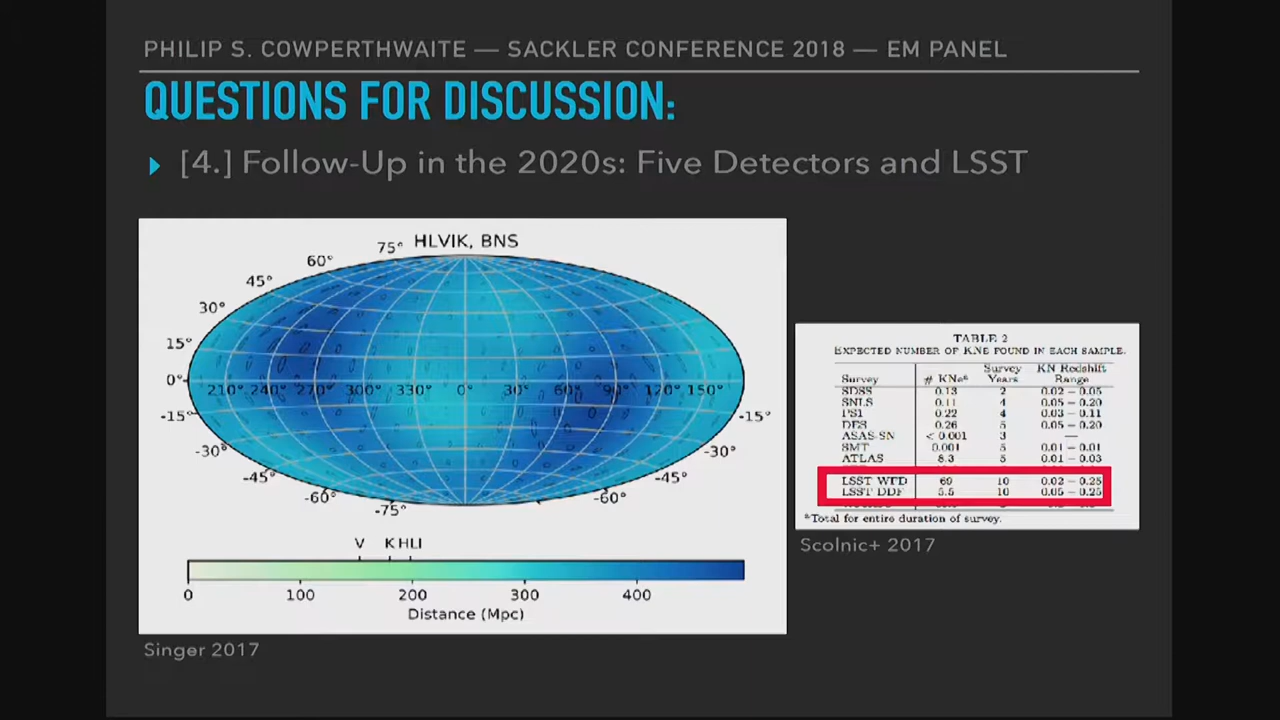 PHILIP S. COWPERTHWAITE — SACKLER CONFERENCE 2018 — EM PANEL
QUESTIONS FOR DISCUSSION:
[4.] Follow-Up in the 2020s: Five Detectors and LSST
HLVIK, BNS
75°
60°
45°
30°
15°
0°
-15°
-30°
-45°
-60°
-75°
210° 240° 270° 300° 330° 0° 30° 60° 90° 120° 150°
-15°
-30°
-45°
-60°
V K HLI
0 100 200 300 400
Distance (Mpc)
Singer 2017
TABLE 2
EXPECTED NUMBER OF KNE FOUND IN EACH SAMPLE.
Survey # KNe^a Survey Years KN Redshift Range
SDSS 0.13 2 0.02 – 0.05
SNLS 0.11 4 0.05 – 0.20
PS1 0.22 4 0.03 – 0.11
DES 0.26 5 0.05 – 0.20
ASAS-SN < 0.001 3 —
SMT 0.001 5 0.01 – 0.01
ATLAS 8.3 5 0.01 – 0.03
LSST WFD 69 10 0.02 – 0.25
LSST DDF 5.5 10 0.05 – 0.25
^a Total for entire duration of survey.
Scolnic+ 2017